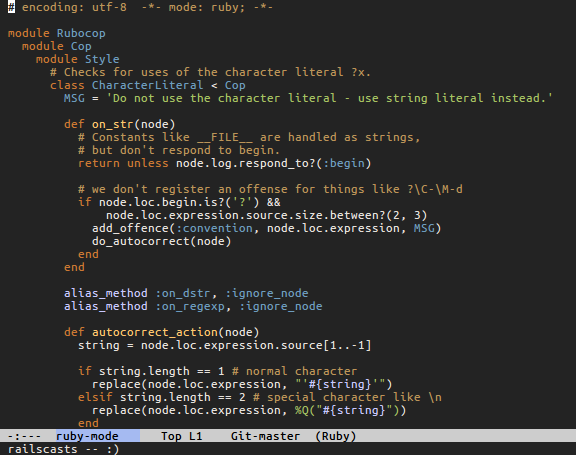 # encoding: utf-8  -*- mode: ruby; -*-

module Rubocop
  module Cop
    module Style
      # Checks for uses of the character literal ?x.
      class CharacterLiteral < Cop
        MSG = 'Do not use the character literal - use string literal instead.'

        def on_str(node)
          # Constants like __FILE__ are handled as strings,
          # but don't respond to begin.
          return unless node.log.respond_to?(:begin)

          # we don't register an offense for things like ?\C-\M-d
          if node.loc.begin.is?('?') &&
              node.loc.expression.source.size.between?(2, 3)
            add_offence(:convention, node.loc.expression, MSG)
            do_autocorrect(node)
          end
        end

        alias_method :on_dstr, :ignore_node
        alias_method :on_regexp, :ignore_node

        def autocorrect_action(node)
          string = node.loc.expression.source[1..-1]

          if string.length == 1 # normal character
            replace(node.loc.expression, "'#{string}'")
          elsif string.length == 2 # special character like \n
            replace(node.loc.expression, %Q("#{string}"))
          end
-:---  ruby-mode      Top L1    Git-master  (Ruby)
railscasts -- :)